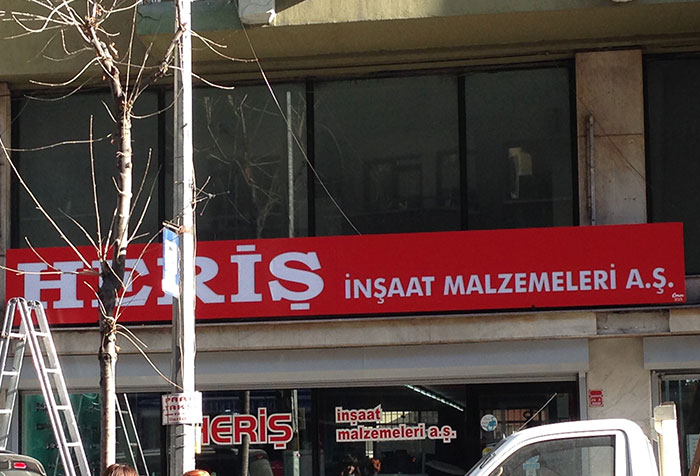 HERİŞ İNŞAAT MALZEMELERİ A.Ş.
HERİŞ
inşaat
malzemeleri a.ş.